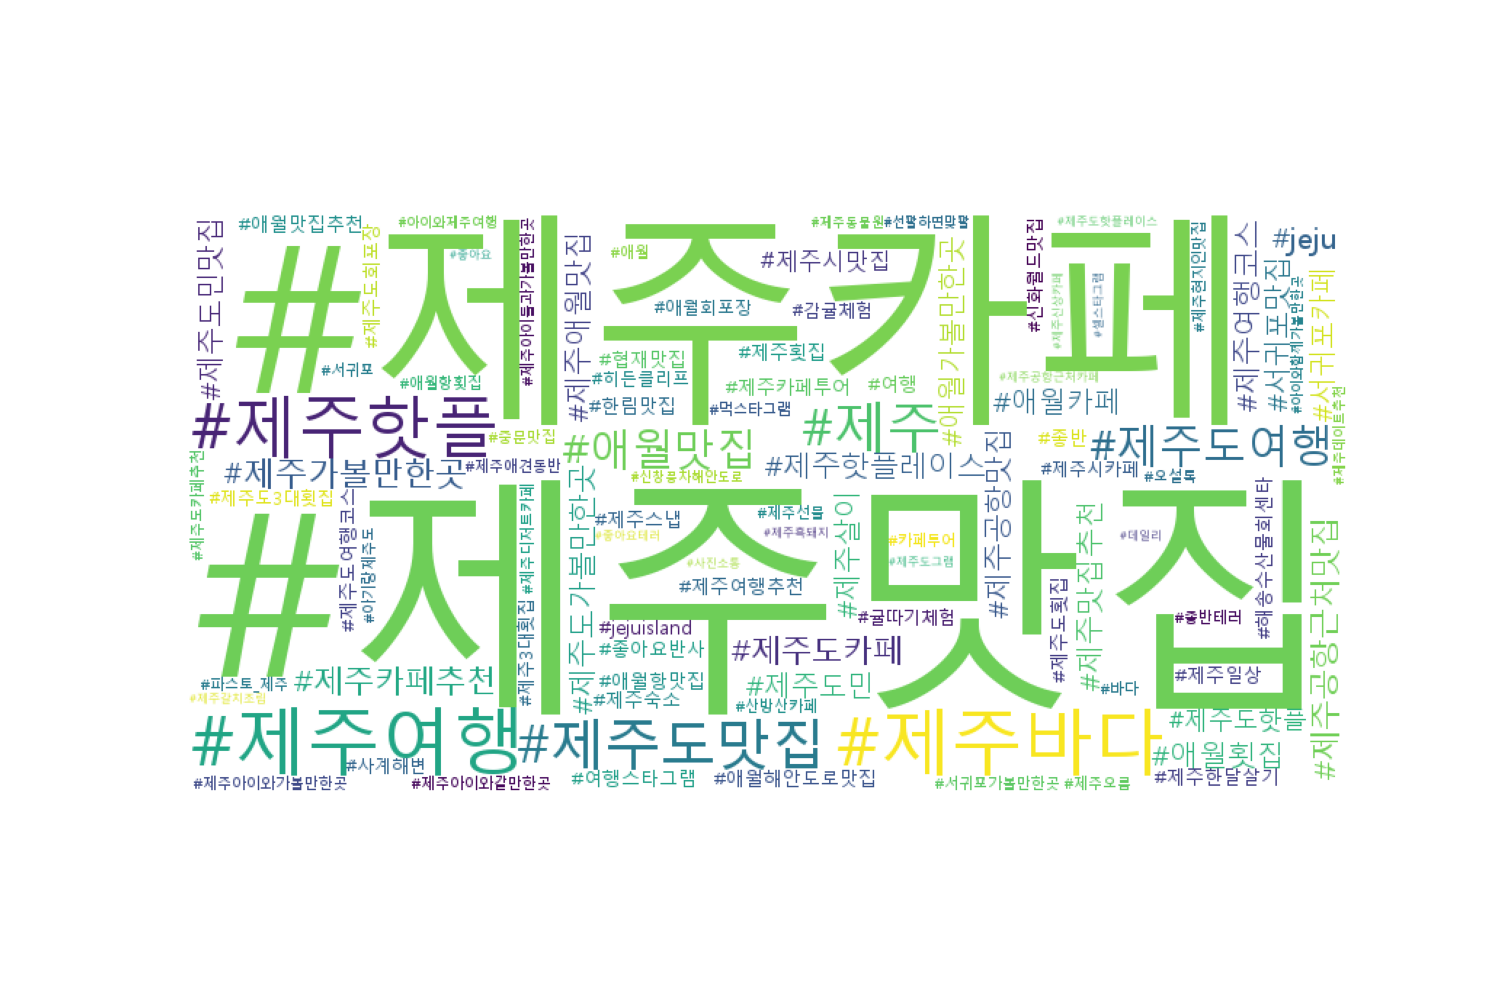 #제주카페
#제주맛집
#제주핫플
#제주여행
#제주도맛집
#제주바다
#제주도여행
#제주
#애월맛집
#jeju
#제주도민맛집
#애월맛집추천
#제주도회포장
#아이와제주여행
#좋아요
#제주아이들과가볼만한곳
#제주애월맛집
#애월
#제주시맛집
#제주동물원
#선팔하면맞팔
#애월회포장
#감귤체험
#애월가볼만한곳
#신화월드맛집
#제주도핫플레이스
#제주산상카페
#셀스타그램
#제주현지인맛집
#제주여행코스
#서귀포맛집
#아이와함께가볼만한곳
#서귀포카페
#제주데이트추천
#서귀포
#애월항횟집
#협재맛집
#제주횟집
#히든클리프
#제주카페투어
#여행
#한림맛집
#먹스타그램
#제주공항근처카페
#애월카페
#중문맛집
#제주애견동반
#제주가볼만한곳
#제주핫플레이스
#좋반
#제주시카페
#오설록
#제주도카페추천
#제주도3대횟집
#제주도여행코스
#아기랑제주도
#제주디저트카페
#제주3대횟집
#제주도가볼만한곳
#신창풍차해안도로
#제주스냅
#좋아요테러
#제주선물
#제주흑돼지
#사진소통
#제주여행추천
#제주살이
#카페투어
#제주도그램
#제주공항맛집
#제주맛집추천
#데일리
#해송수산물회센타
#제주공항근처맛집
#귤따기체험
#제주도횟집
#좋반테러
#jejuisland
#좋아요반사
#제주도카페
#애월항맛집
#제주숙소
#제주도민
#산방산카페
#바다
#제주일상
#파스토_제주
#제주카페추천
#제주갈치조림
#제주도핫플
#애월횟집
#사계해변
#제주아이와가볼만한곳
#제주아이와갈만한곳
#여행스타그램
#애월해안도로맛집
#서귀포가볼만한곳
#제주오름
#제주한달살기